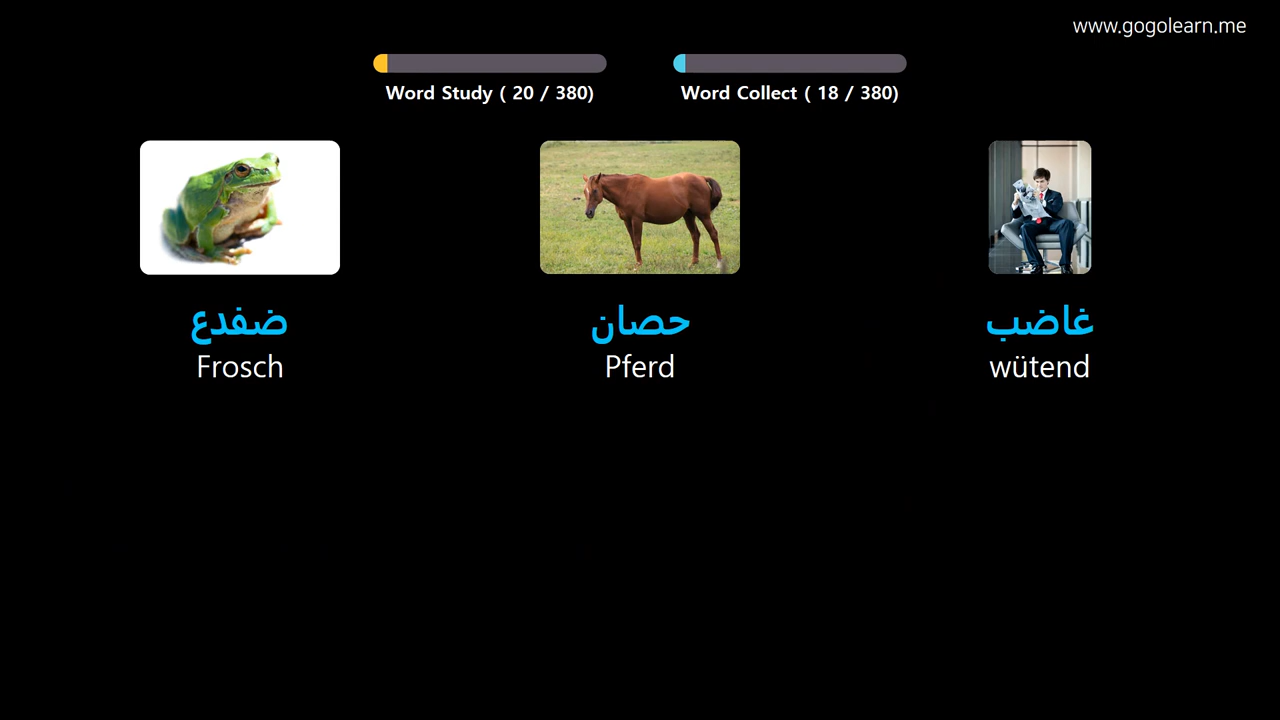 www.gogolearn.me
Word Study ( 20 / 380)
Word Collect ( 18 / 380)
ضفدع
Frosch
حصان
Pferd
غاضب
wütend